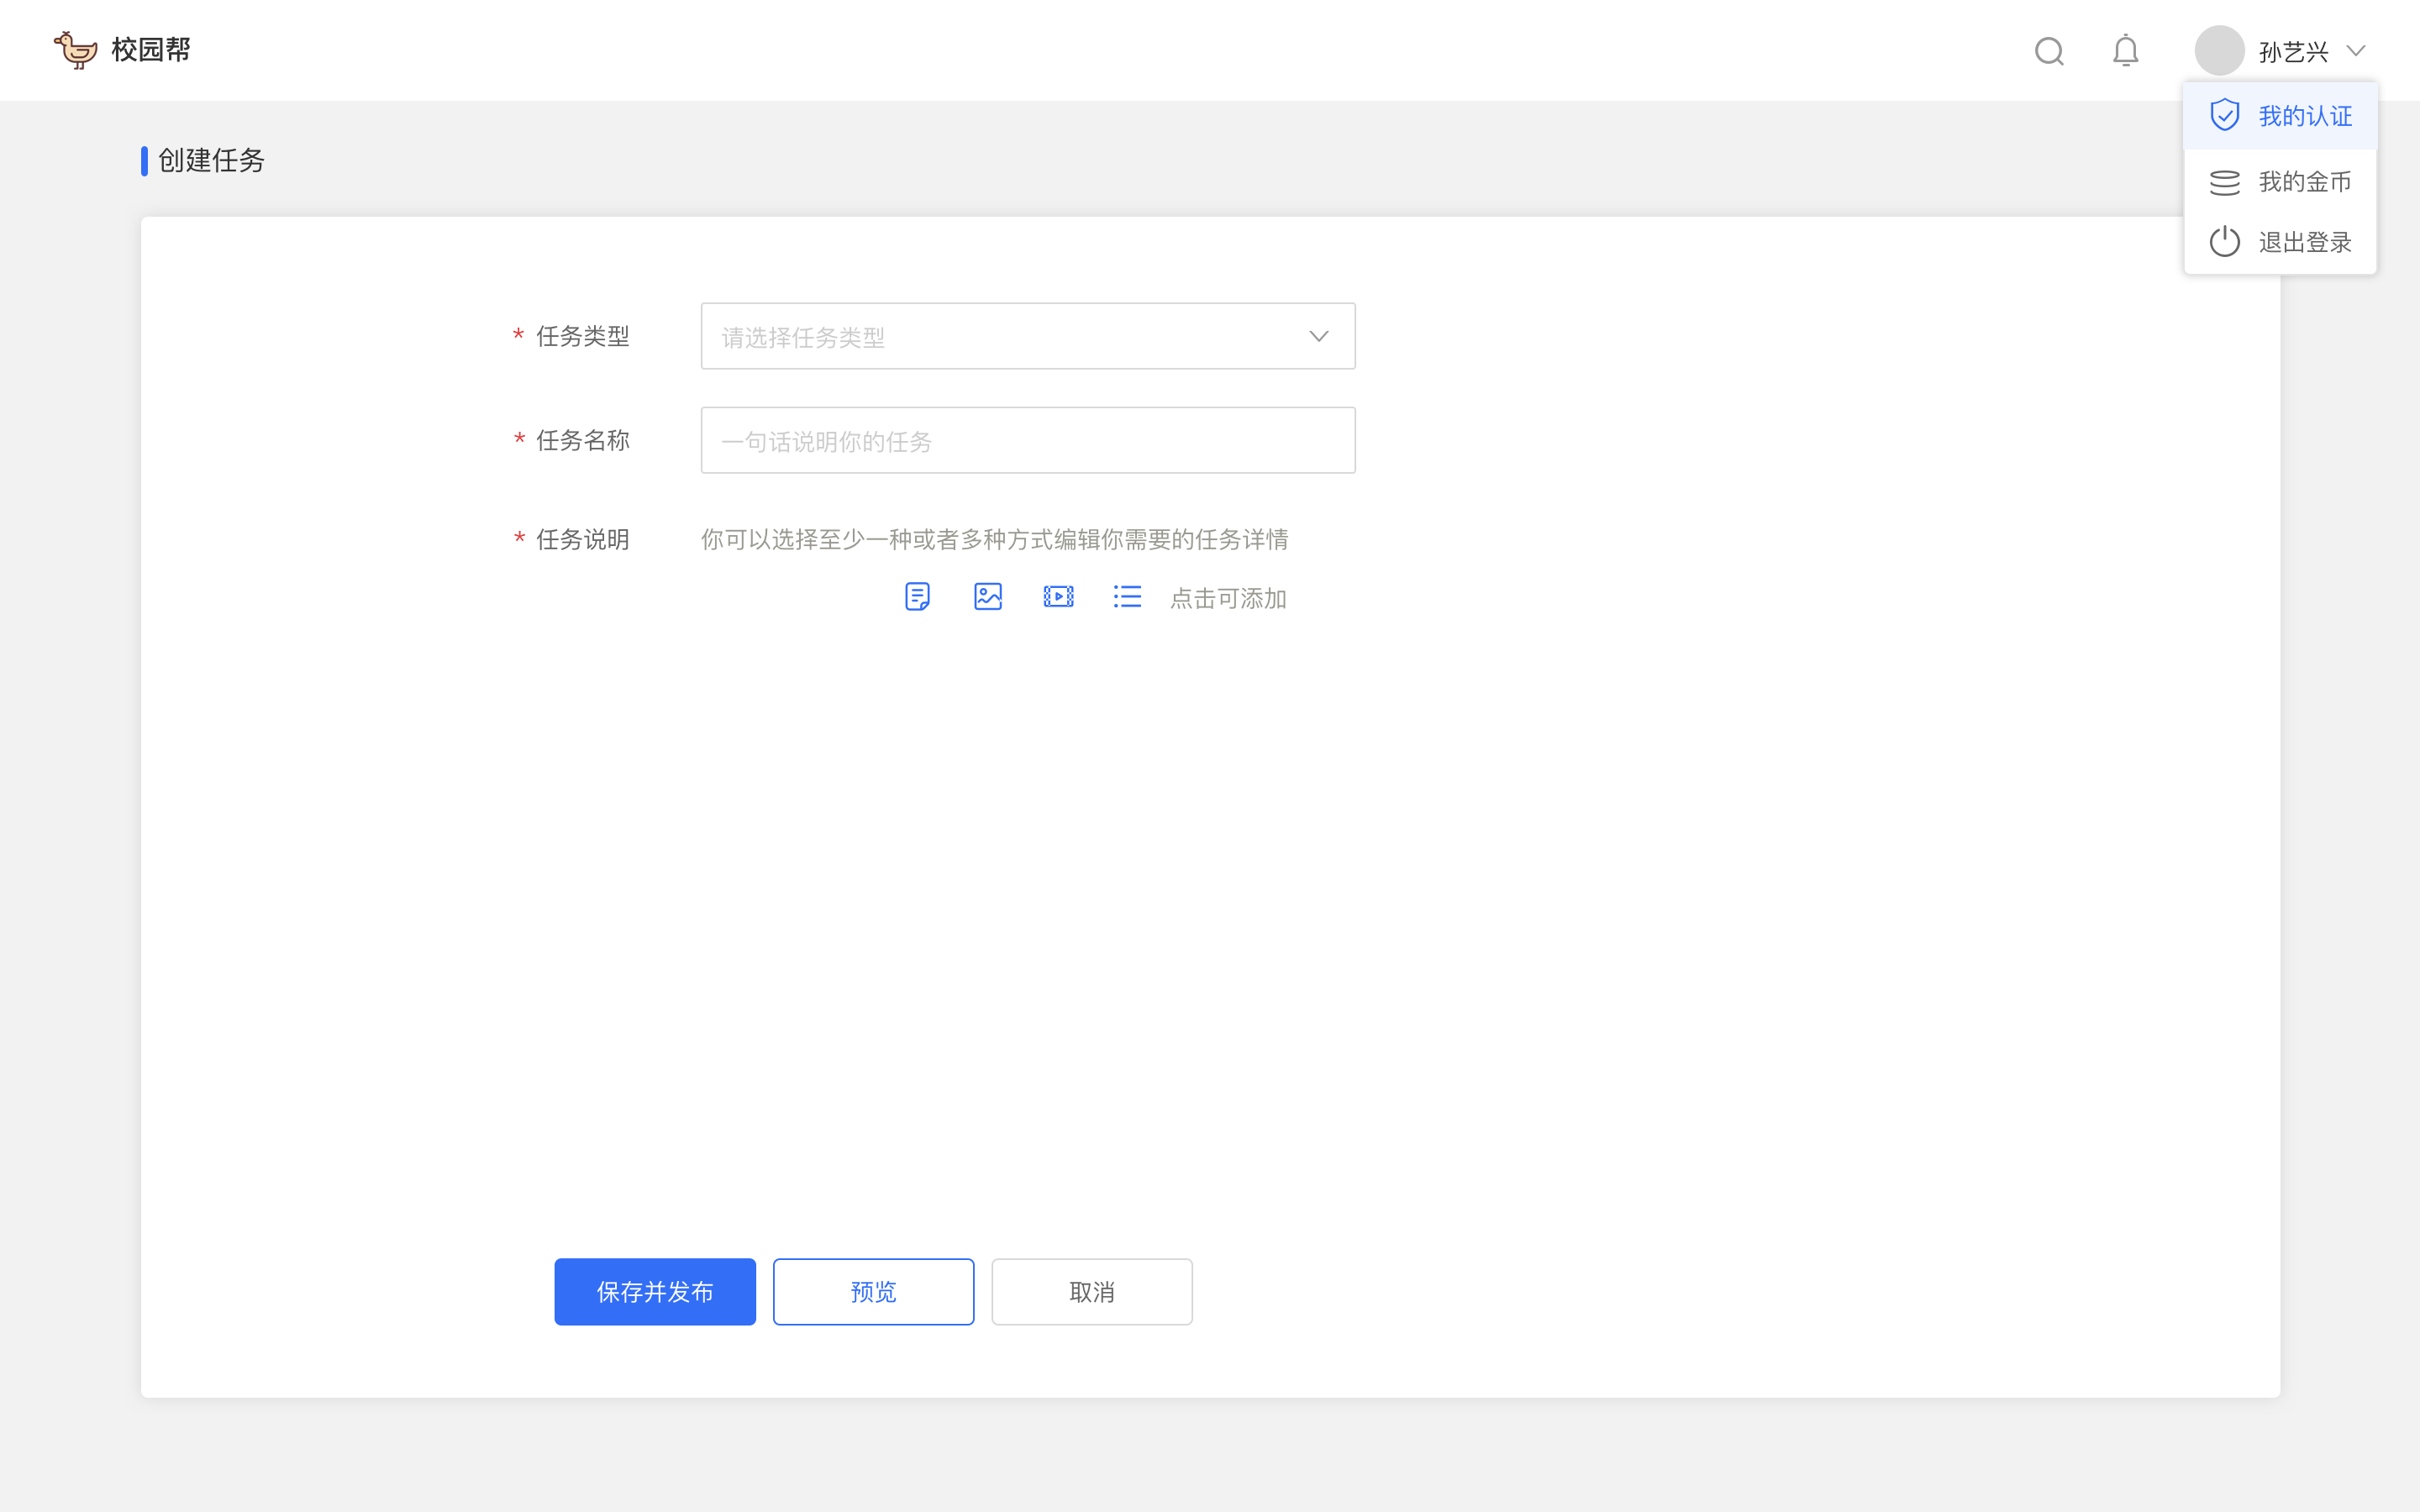 校园帮
孙艺兴
我的认证
我的金币
退出登录
创建任务
* 任务类型
请选择任务类型
* 任务名称
一句话说明你的任务
* 任务说明
你可以选择至少一种或者多种方式编辑你需要的任务详情
点击可添加
保存并发布
预览
取消